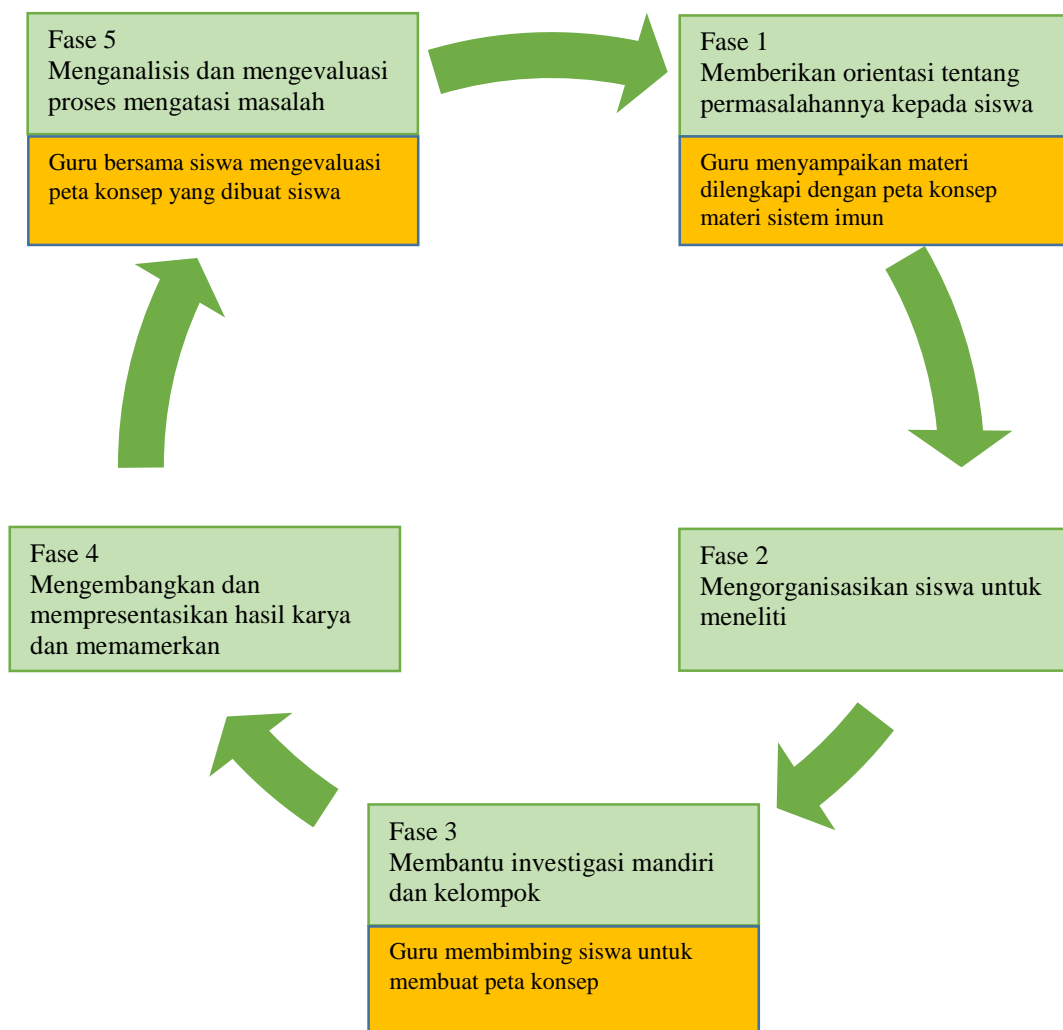 Fase 1
Memberikan orientasi tentang
permasalahannya kepada siswa
Guru menyampaikan materi
dilengkapi dengan peta konsep
materi sistem imun
Fase 2
Mengorganisasikan siswa untuk
meneliti
Fase 3
Membantu investigasi mandiri
dan kelompok
Guru membimbing siswa untuk
membuat peta konsep
Fase 4
Mengembangkan dan
mempresentasikan hasil karya
dan memamerkan
Fase 5
Menganalisis dan mengevaluasi
proses mengatasi masalah
Guru bersama siswa mengevaluasi
peta konsep yang dibuat siswa